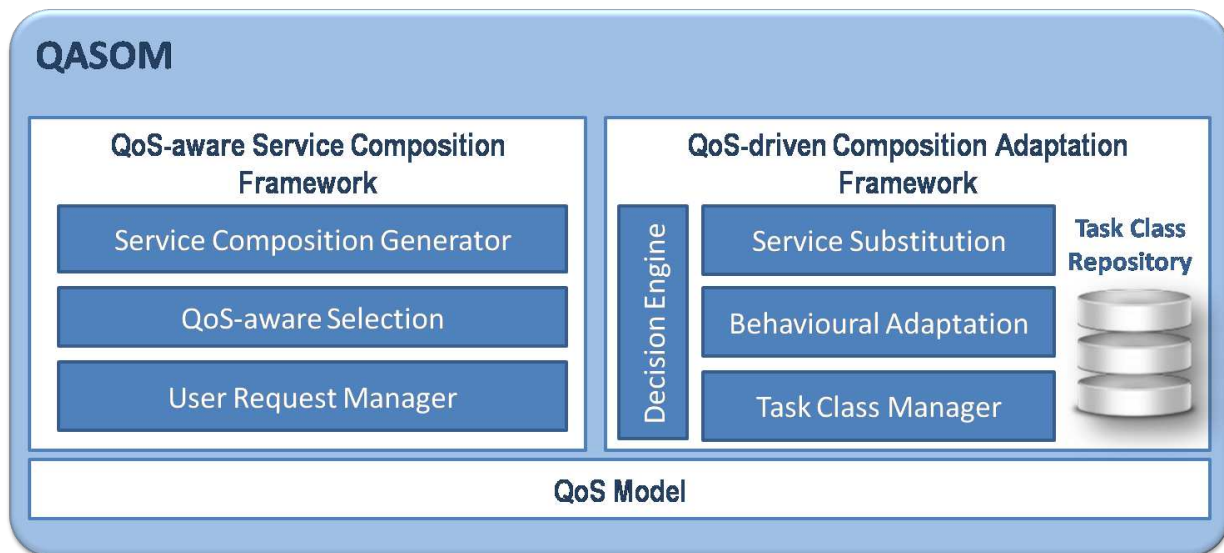 QASOM
QoS-aware Service Composition
Framework
Service Composition Generator
QoS-aware Selection
User Request Manager
QoS-driven Composition Adaptation
Framework
Decision Engine
Service Substitution
Behavioural Adaptation
Task Class Manager
Task Class
Repository
QoS Model